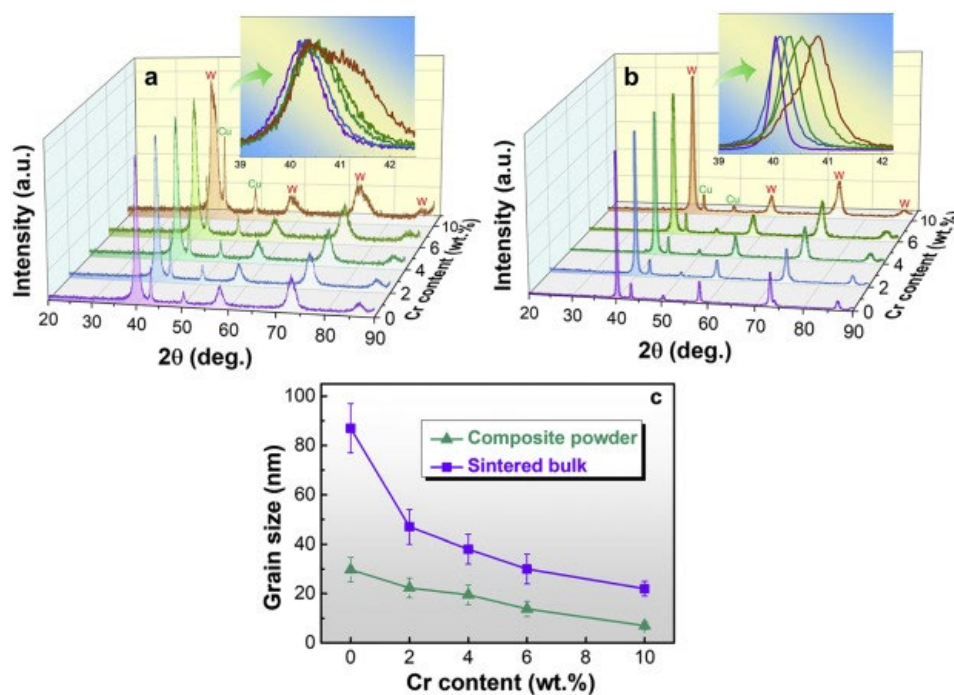 a
W
Cu
Cu
W
W
W
39 40 41 42
Intensity (a.u.)
20 30 40 50 60 70 80 90
2θ (deg.)
0 2 4 6 10
Cr content (wt.%)
b
W
Cu
Cu
W
W
W
39 40 41 42
Intensity (a.u.)
20 30 40 50 60 70 80 90
2θ (deg.)
0 2 4 6 10
Cr content (wt.%)
c
Composite powder
Sintered bulk
Grain size (nm)
100
80
60
40
20
0
0 2 4 6 8 10
Cr content (wt.%)